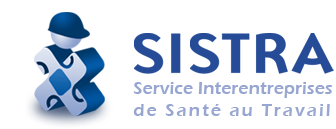 SISTRA
Service Interentreprises
de Santé au Travail